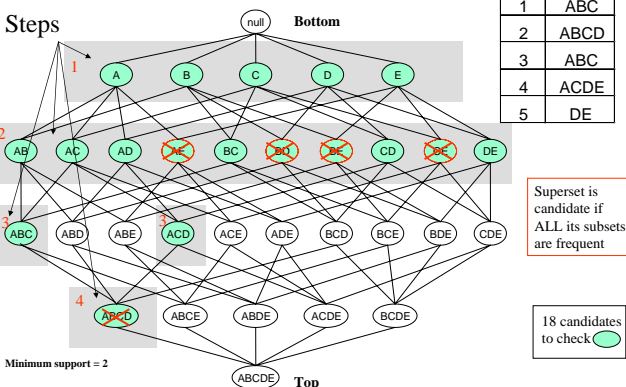 Steps
null
Bottom
1 ABC
2 ABCD
3 ABC
4 ACDE
5 DE
1
A B C D E
2
AB AC AD AE BC BD BE CD CE DE
3
3
ABC ABD ABE ACD ACE ADE BCD BCE BDE CDE
Superset is
candidate if
ALL its subsets
are frequent
4
ABCD ABCE ABDE ACDE BCDE
18 candidates
to check
Minimum support = 2
ABCDE
Top